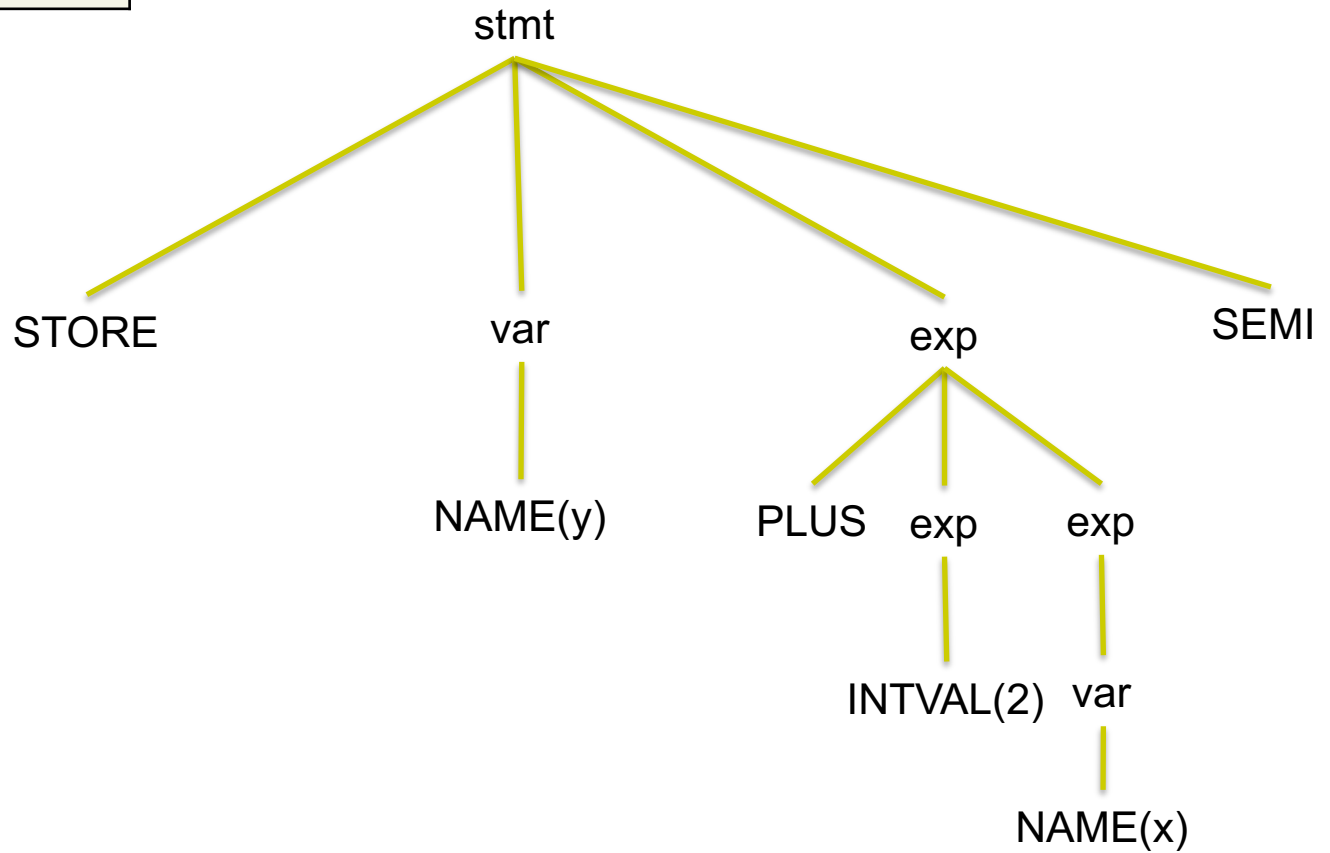 stmt
STORE
var
exp
SEMI
NAME(y)
PLUS
exp
exp
INTVAL(2)
var
NAME(x)